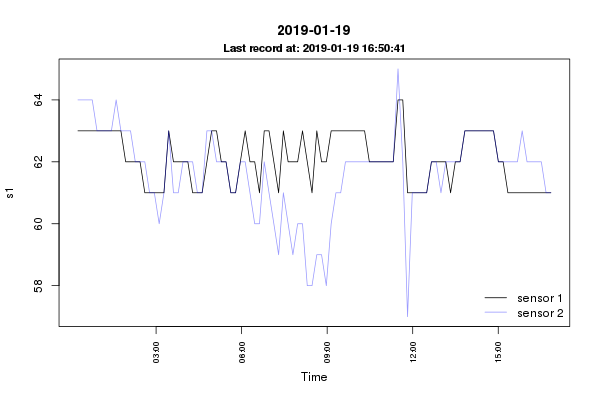 2019-01-19
Last record at: 2019-01-19 16:50:41
64
62
60
58
s1
sensor 1
sensor 2
03:00 06:00 09:00 12:00 15:00
Time